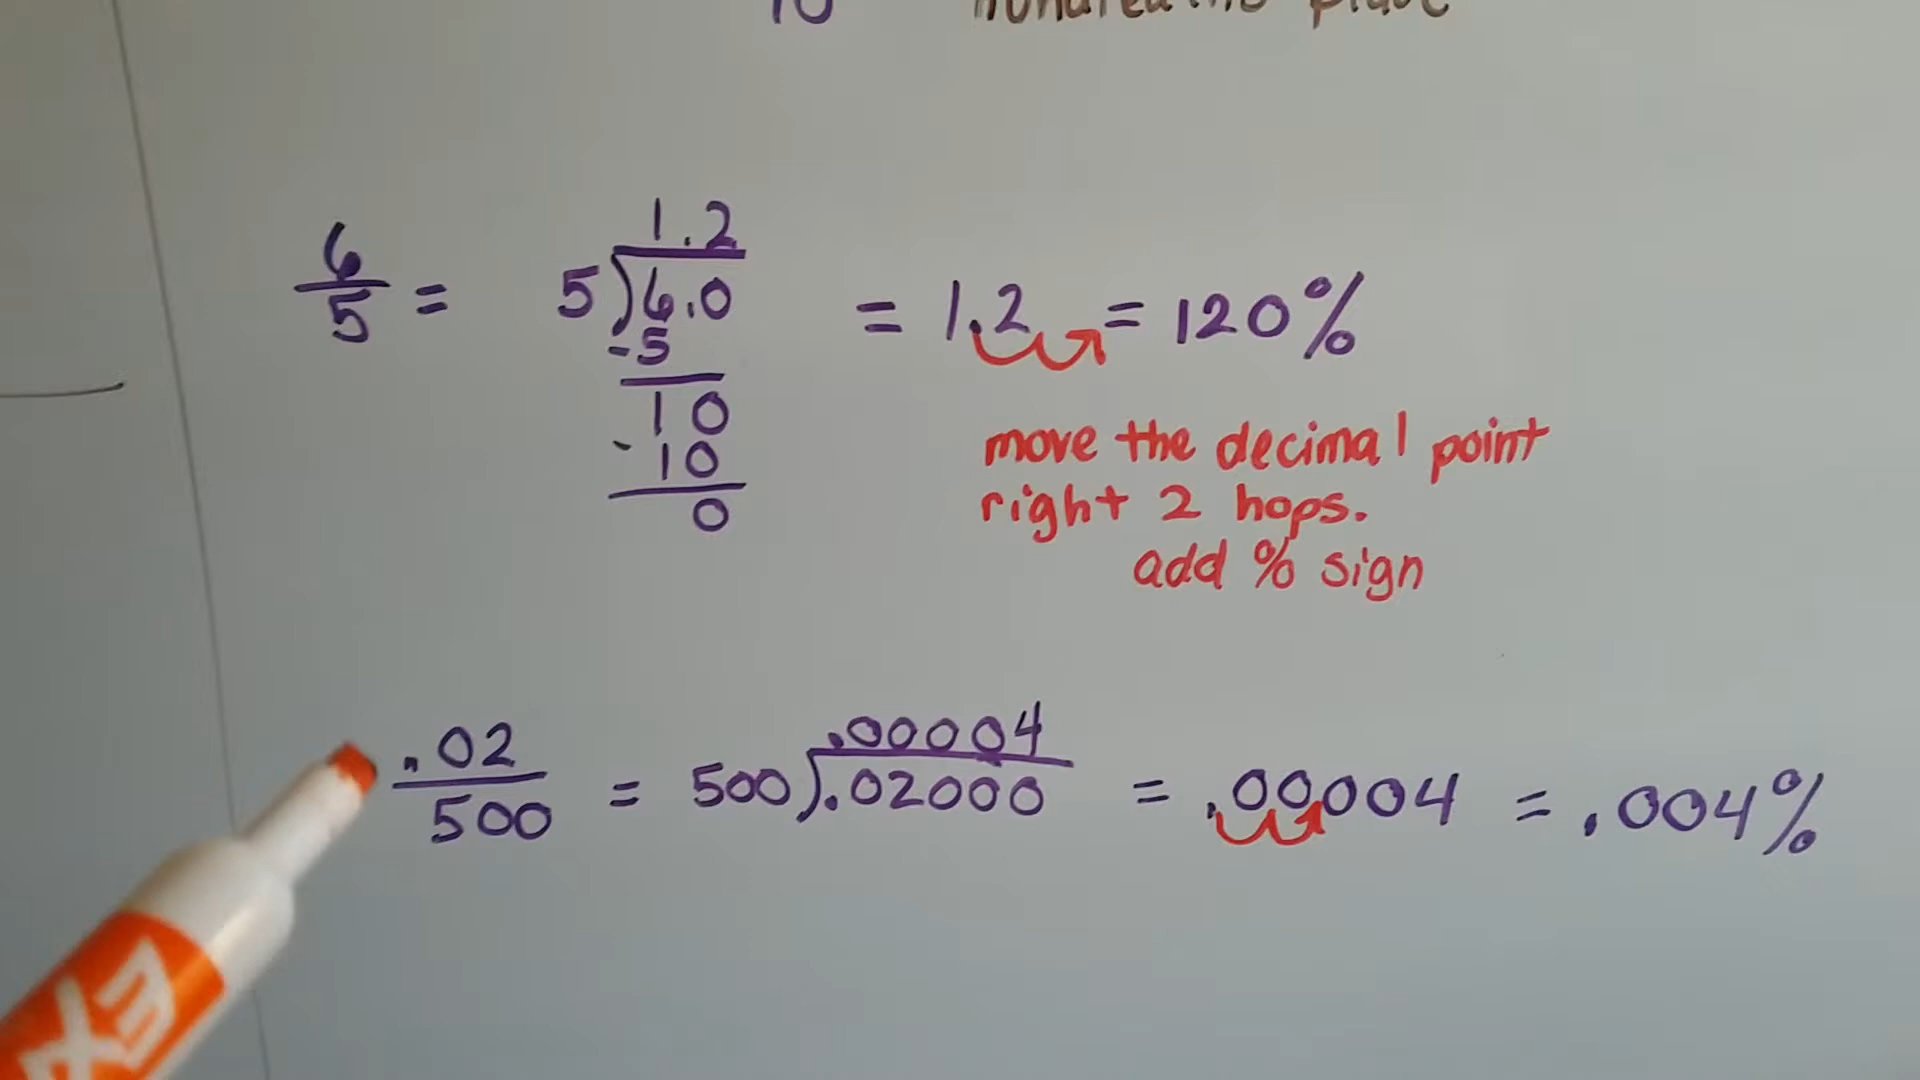 10
6/5 = 5)6.0 1.2 = 1.2 = 120%
-5
10
-10
0
move the decimal point
right 2 hops.
add % sign
.02/500 = 500).02000 .00004 = .00004 = .004%